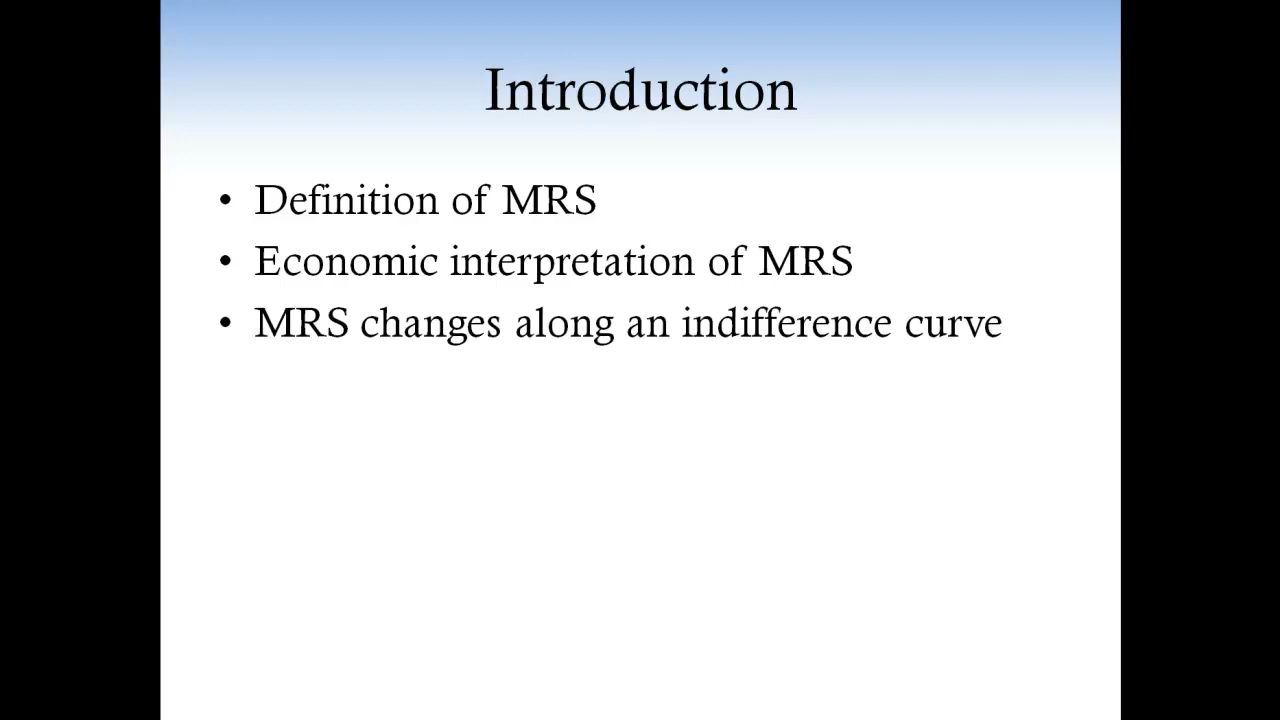 Introduction
• Definition of MRS
• Economic interpretation of MRS
• MRS changes along an indifference curve